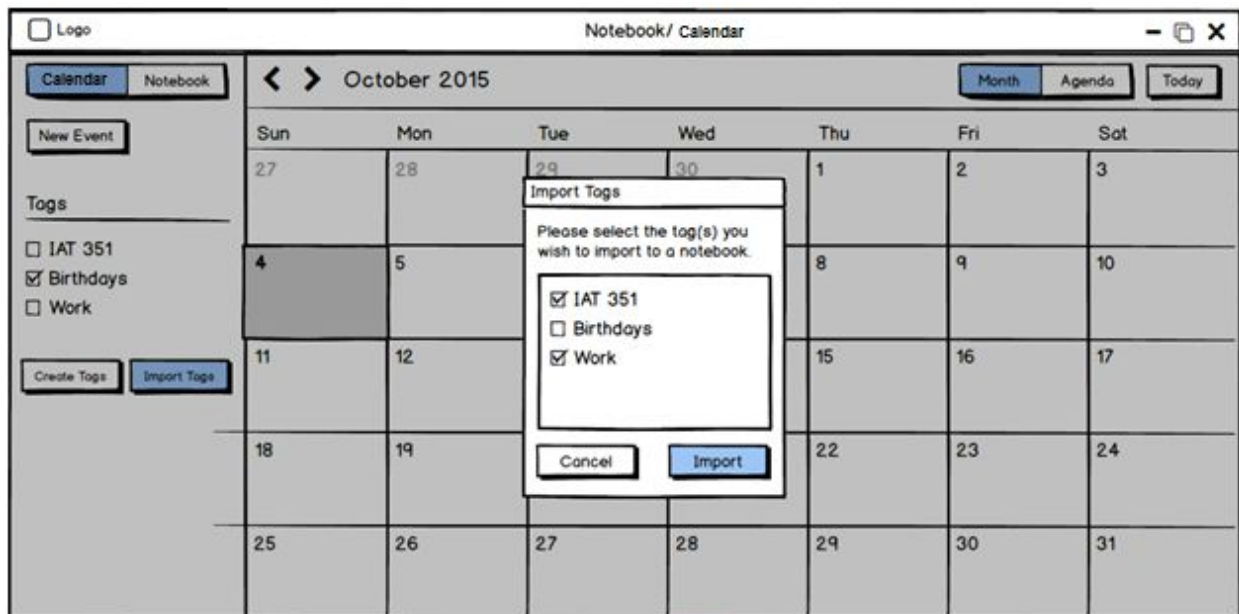 Logo
Notebook/ Calendar
Calendar Notebook
October 2015
Month Agenda Today
New Event
Tags
IAT 351
Birthdays
Work
Create Tags Import Tags
Sun Mon Tue Wed Thu Fri Sat
27 28 29 30 1 2 3
4 5 8 9 10
11 12 15 16 17
18 19 22 23 24
25 26 27 28 29 30 31
Import Tags
Please select the tag(s) you
wish to import to a notebook.
IAT 351
Birthdays
Work
Cancel Import